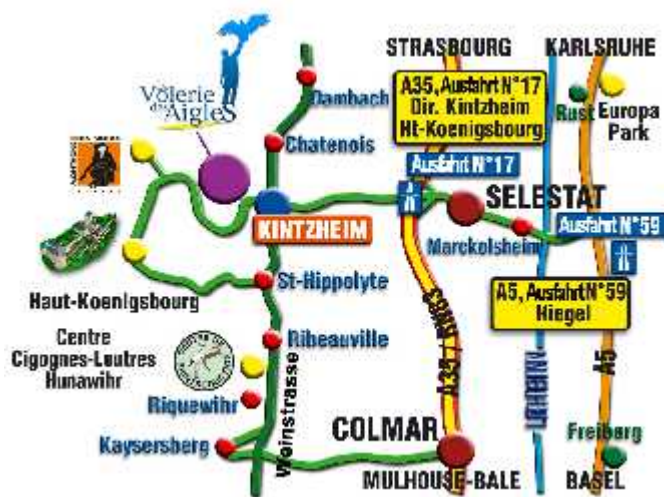 STRASBOURG
KARLSRUHE
La
Volerie
des
Aigles
Dambach
A35, Ausfahrt N°17
Dir. Kintzheim
Ht-Koenigsbourg
Rust
Europa
Park
Chatenois
Ausfahrt N°17
SELESTAT
KINTZHEIM
Marckolsheim
Ausfahrt N°59
St-Hippolyte
A5, Ausfahrt N°59
Riegel
Haut-Koenigsbourg
Centre
Cigognes-Loutres
Hunawihr
Ribeauville
A35 - RN83
A5
Riquewihr
Weinstrasse
COLMAR
Kaysersberg
Freiberg
MULHOUSE-BALE
BASEL